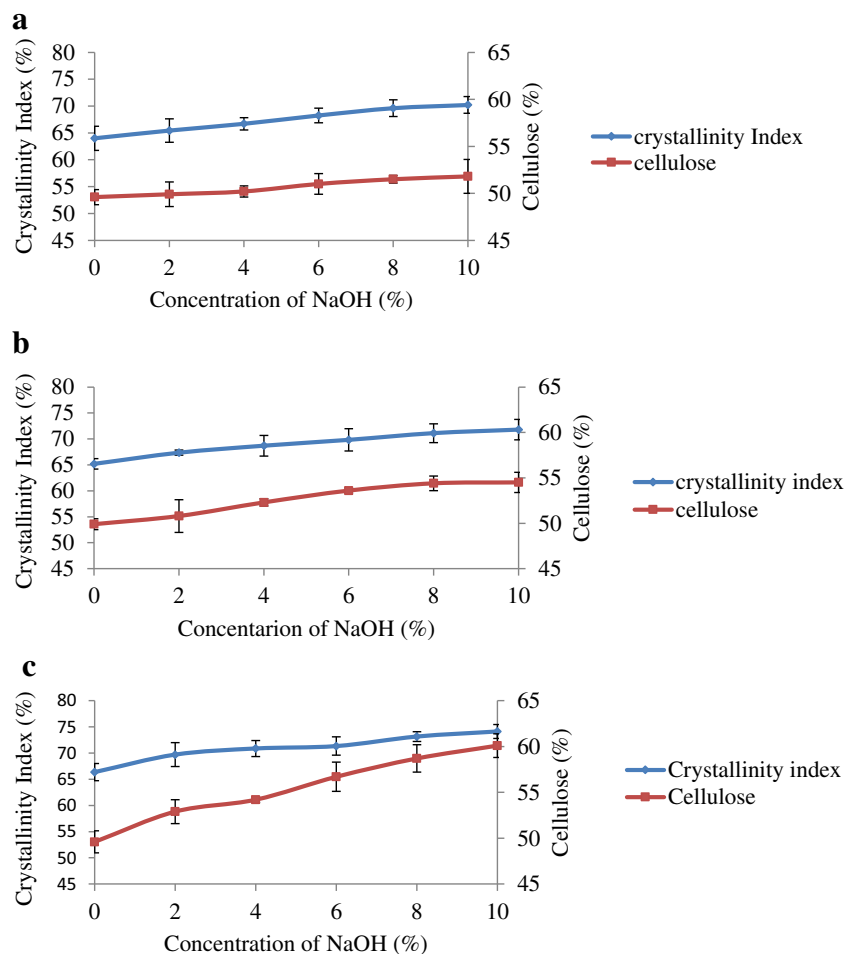 a
Crystallinity Index (%)
80
75
70
65
60
55
50
45
65
60
55
50
45
Cellulose (%)
0 2 4 6 8 10
Concentration of NaOH (%)
crystallinity Index
cellulose
b
Crystallinity Index (%)
80
75
70
65
60
55
50
45
65
60
55
50
45
Cellulose (%)
0 2 4 6 8 10
Concentarion of NaOH (%)
crystallinity index
cellulose
c
Crystallinity Index (%)
80
75
70
65
60
55
50
45
65
60
55
50
45
Cellulose (%)
0 2 4 6 8 10
Concentration of NaOH (%)
Crystallinity index
Cellulose